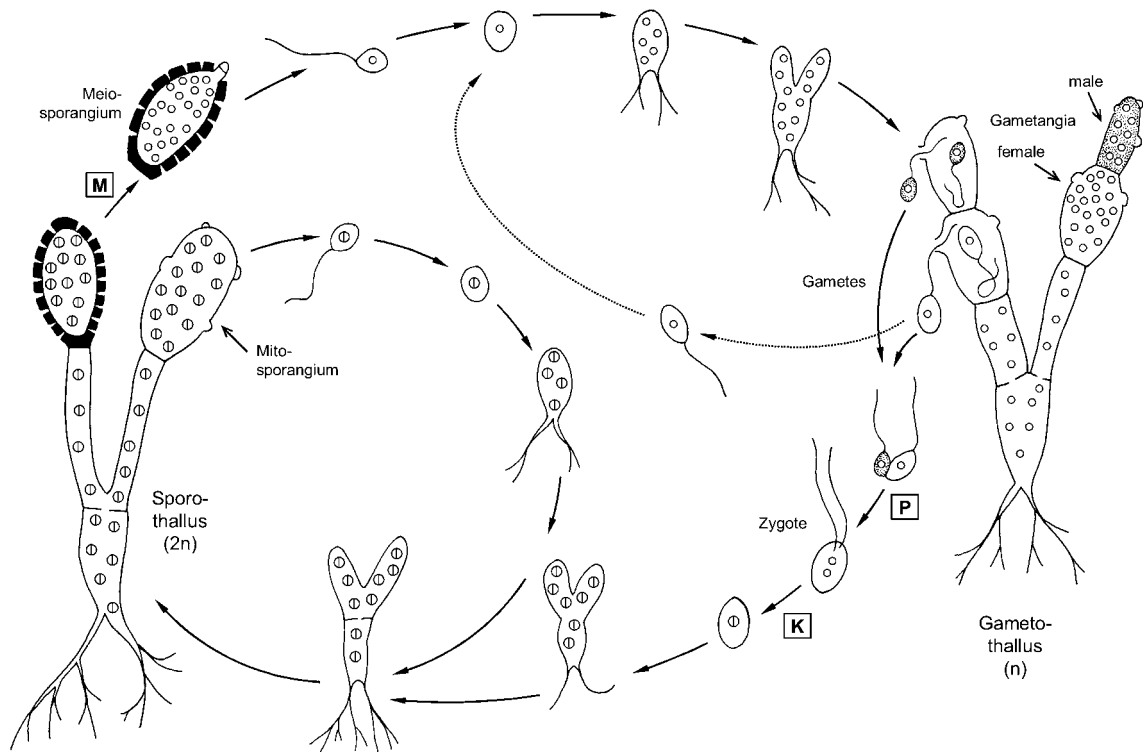 Meio-
sporangium
M
Mito-
sporangium
Sporo-
thallus
(2n)
male
Gametangia
female
Gametes
P
Zygote
K
Gameto-
thallus
(n)